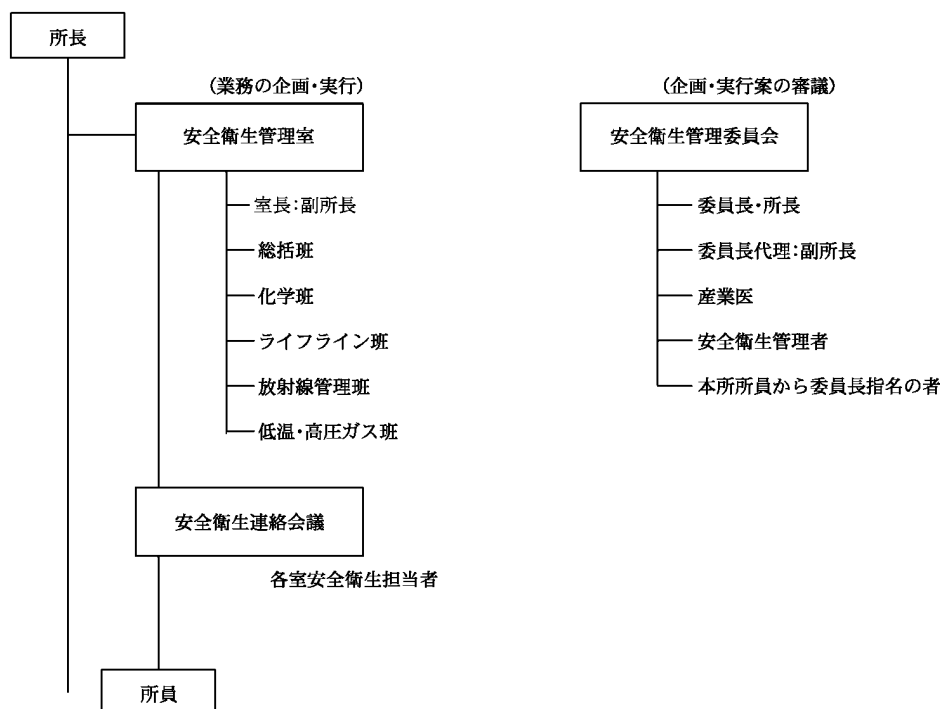 所長
(業務の企画・実行)
安全衛生管理室
室長:副所長
総括班
化学班
ライフライン班
放射線管理班
低温・高圧ガス班
(企画・実行案の審議)
安全衛生管理委員会
委員長・所長
委員長代理:副所長
産業医
安全衛生管理者
本所所員から委員長指名の者
安全衛生連絡会議
各室安全衛生担当者
所員